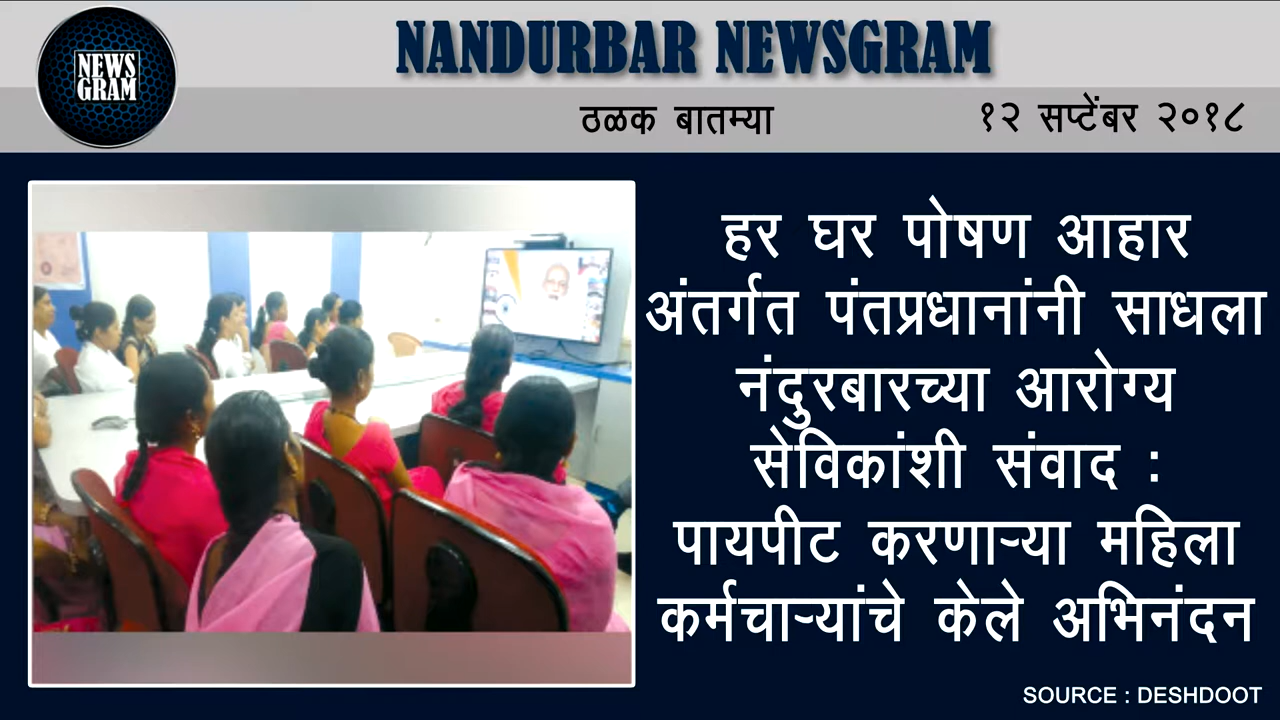 NEWS
GRAM
NANDURBAR NEWSGRAM
ठळक बातम्या
१२ सप्टेंबर २०१८
हर घर पोषण आहार
अंतर्गत पंतप्रधानांनी साधला
नंदुरबारच्या आरोग्य
सेविकांशी संवाद :
पायपीट करणाऱ्या महिला
कर्मचाऱ्यांचे केले अभिनंदन
SOURCE : DESHDOOT